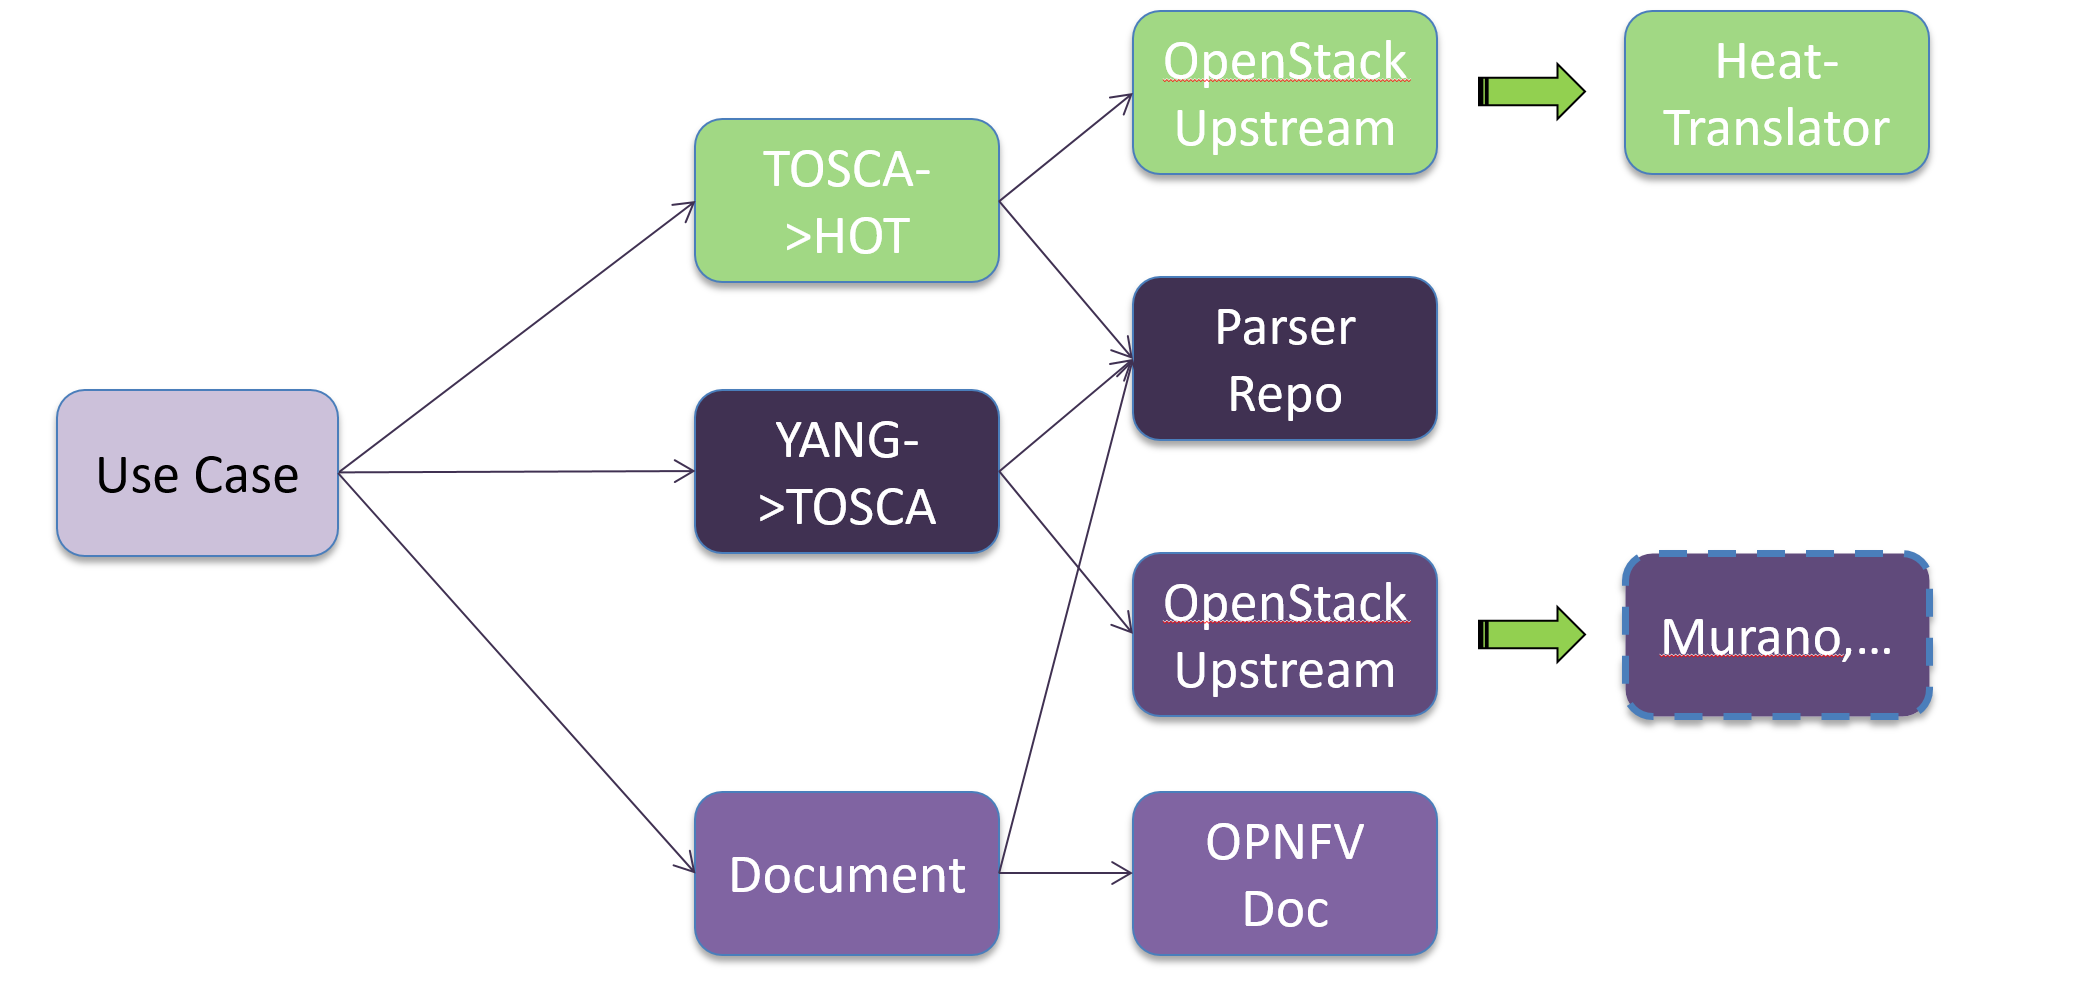 OpenStack
Upstream
Heat-
Translator
TOSCA-
>HOT
Parser
Repo
Use Case
YANG-
>TOSCA
OpenStack
Upstream
Murano,...
Document
OPNFV
Doc